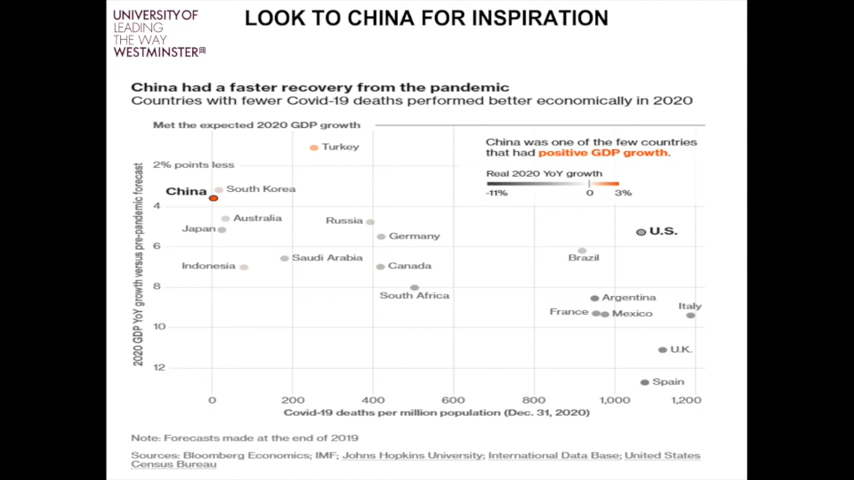 UNIVERSITY OF
LEADING
THE WAY
WESTMINSTER
LOOK TO CHINA FOR INSPIRATION
China had a faster recovery from the pandemic
Countries with fewer Covid-19 deaths performed better economically in 2020
Met the expected 2020 GDP growth
China was one of the few countries
that had positive GDP growth.
Real 2020 YoY growth
-11% 0 3%
Turkey
2% points less
China
South Korea
4
Australia
Russia
Japan
Germany
U.S.
6
Brazil
Saudi Arabia
Indonesia
Canada
8
South Africa
Argentina
Italy
France
Mexico
10
U.K.
12
Spain
2020 GDP YoY growth versus pre-pandemic forecast
0 200 400 600 800 1,000 1,200
Covid-19 deaths per million population (Dec. 31, 2020)
Note: Forecasts made at the end of 2019
Sources: Bloomberg Economics; IMF; Johns Hopkins University; International Data Base; United States
Census Bureau